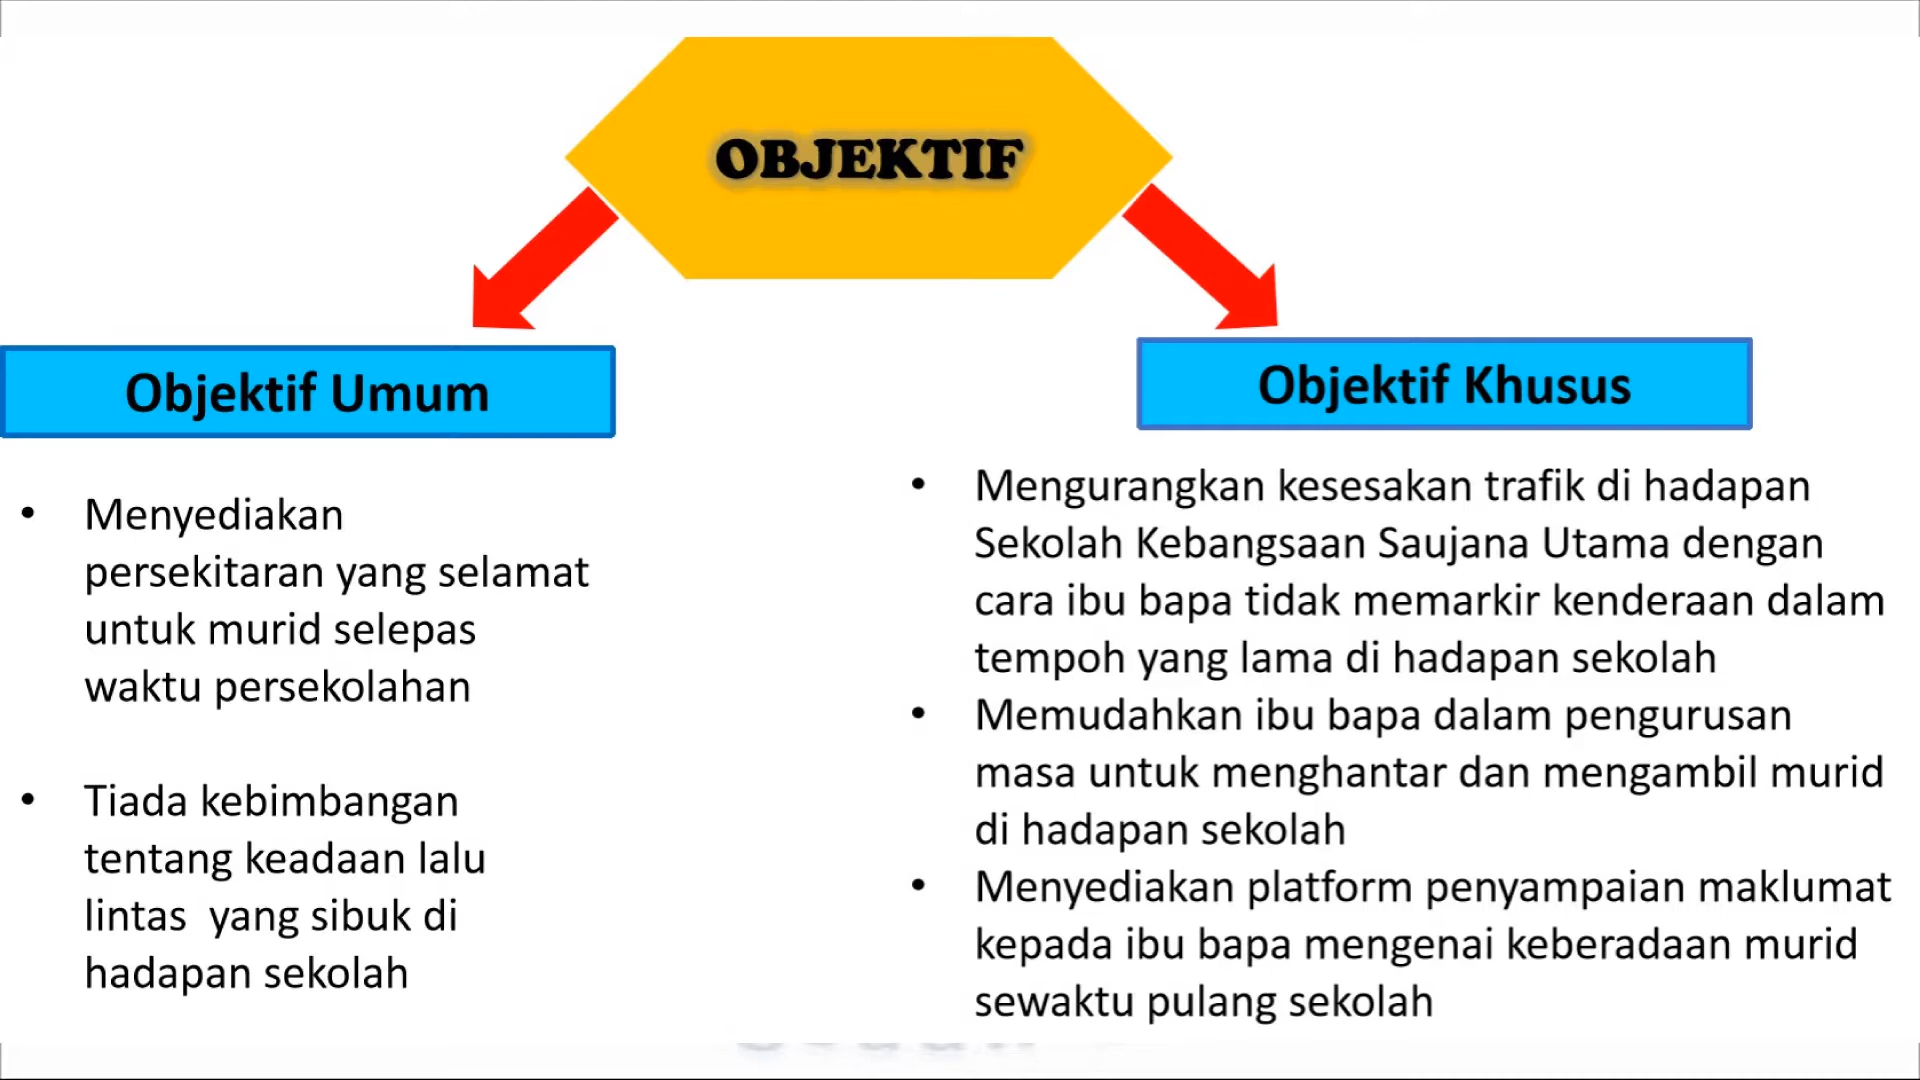 OBJEKTIF
Objektif Umum
• Menyediakan
persekitaran yang selamat
untuk murid selepas
waktu persekolahan
• Tiada kebimbangan
tentang keadaan lalu
lintas  yang sibuk di
hadapan sekolah
Objektif Khusus
• Mengurangkan kesesakan trafik di hadapan
Sekolah Kebangsaan Saujana Utama dengan
cara ibu bapa tidak memarkir kenderaan dalam
tempoh yang lama di hadapan sekolah
• Memudahkan ibu bapa dalam pengurusan
masa untuk menghantar dan mengambil murid
di hadapan sekolah
• Menyediakan platform penyampaian maklumat
kepada ibu bapa mengenai keberadaan murid
sewaktu pulang sekolah